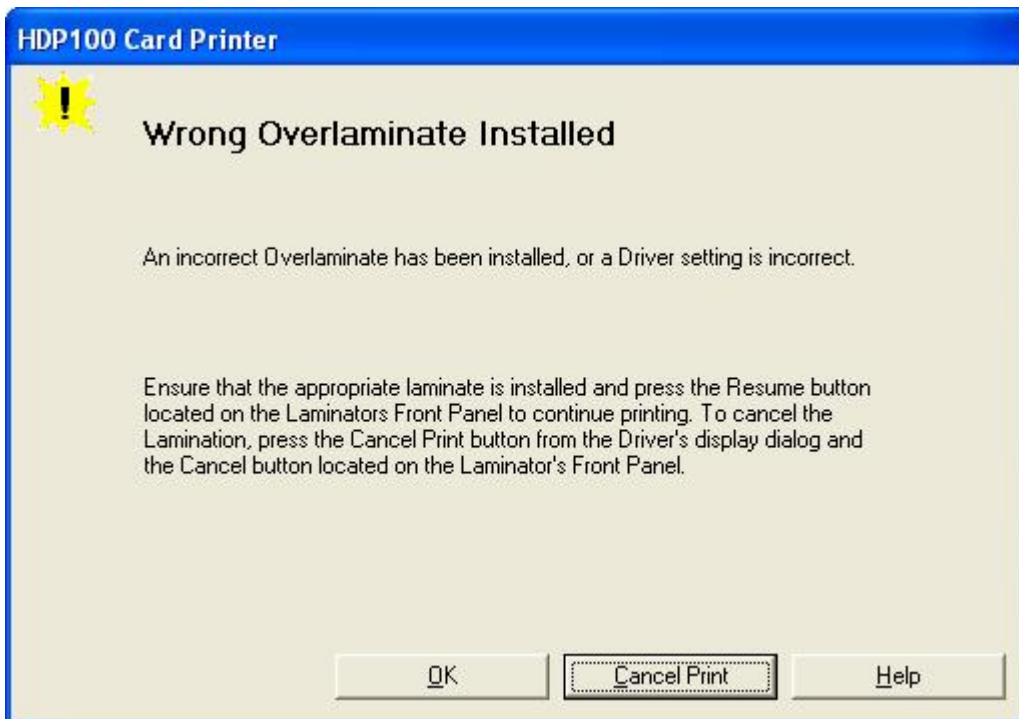 HDP100 Card Printer
Wrong Overlaminate Installed
An incorrect Overlaminate has been installed, or a Driver setting is incorrect.
Ensure that the appropriate laminate is installed and press the Resume button
located on the Laminators Front Panel to continue printing. To cancel the
Lamination, press the Cancel Print button from the Driver's display dialog and
the Cancel button located on the Laminator's Front Panel.
OK Cancel Print Help